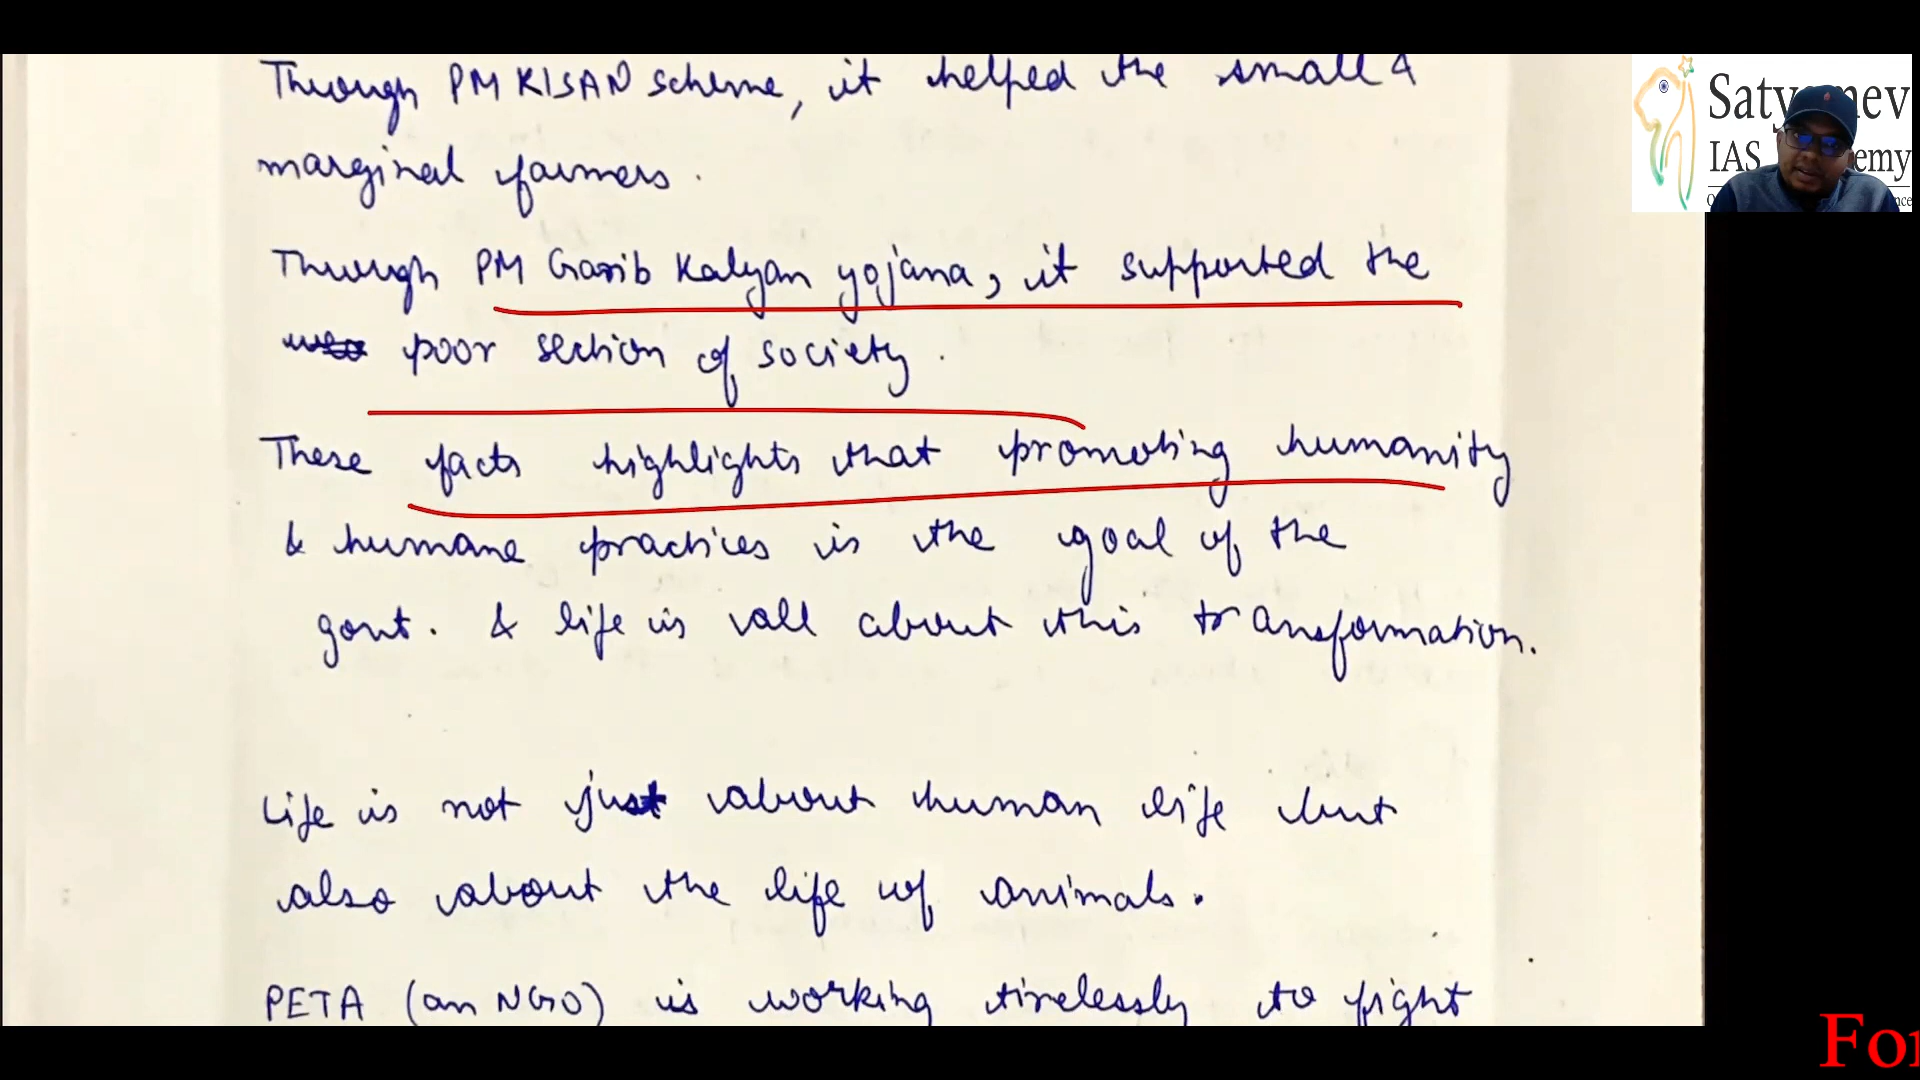 Through PM KISAN scheme, it helped the small &
marginal farmers.
Through PM Garib Kalyan yojana, it supported the
poor section of society.
These facts highlights that promoting humanity
& humane practices is the goal of the
govt. & life is all about this transformation.
Life is not just about human life but
also about the life of animals.
PETA (an NGO) is working tirelessly to fight
IAS
For